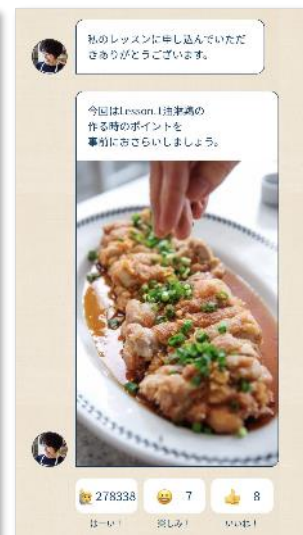 私のレッスンに申し込んでいただ
きありがとうございます。
今回はLesson.1油淋鶏の
作る時のポイントを
事前におさらいしましょう。
278338
7
8
はーい！
楽しみ！
いいね！